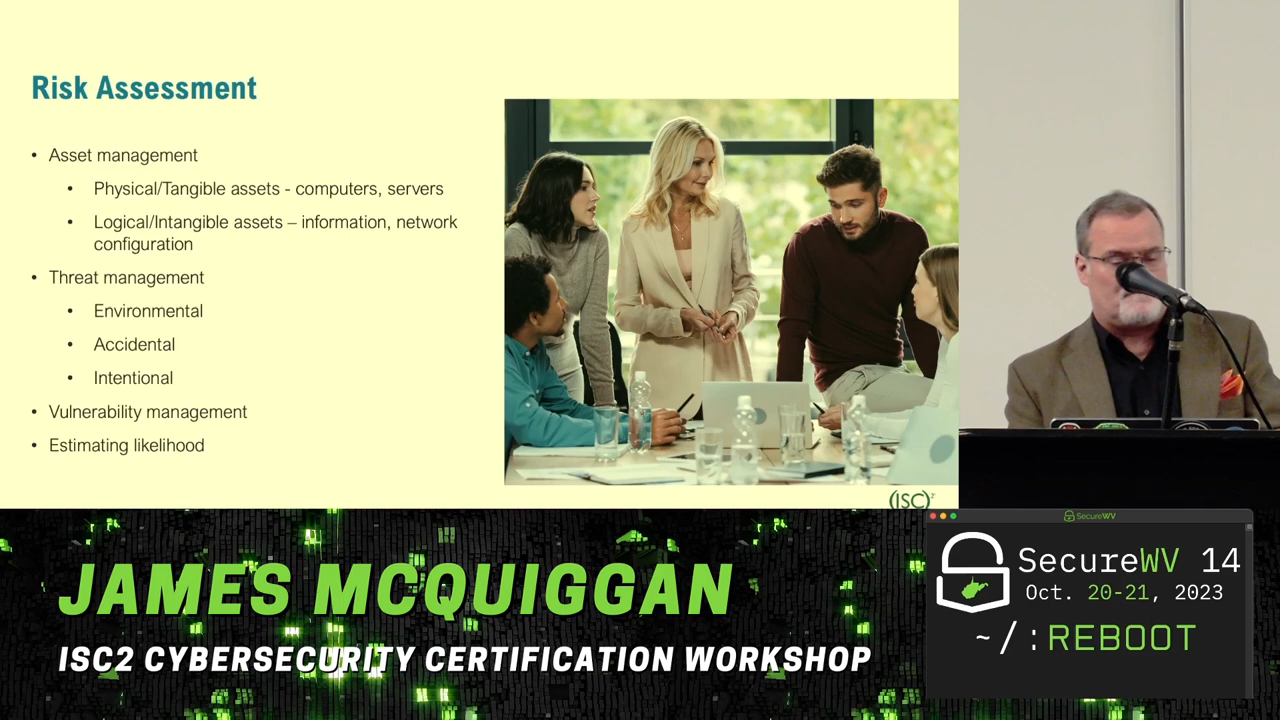 Risk Assessment
• Asset management
• Physical/Tangible assets - computers, servers
• Logical/Intangible assets – information, network
configuration
• Threat management
• Environmental
• Accidental
• Intentional
• Vulnerability management
• Estimating likelihood
(ISC)²
JAMES MCQUIGGAN
ISC2 CYBERSECURITY CERTIFICATION WORKSHOP
SecureWV
SecureWV 14
Oct. 20-21, 2023
~/:REBOOT